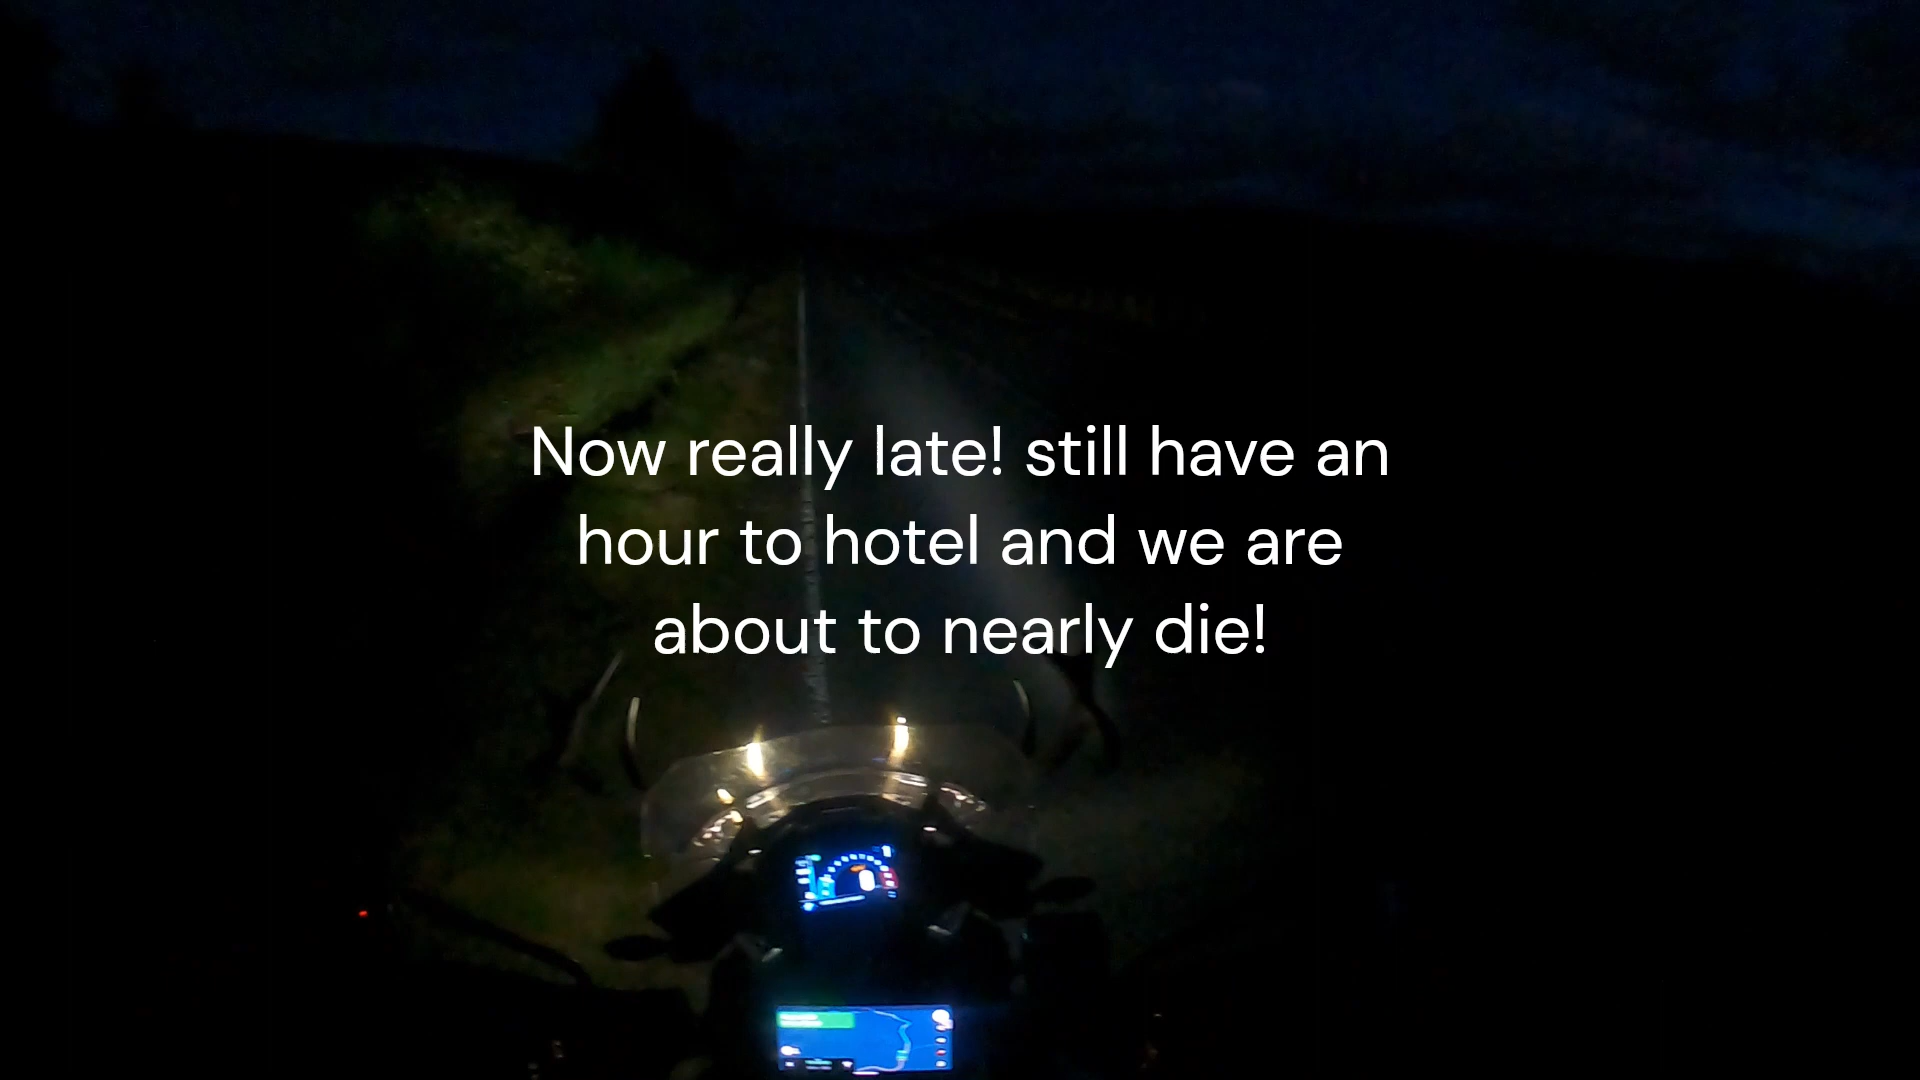 Now really late! still have an
hour to hotel and we are
about to nearly die!